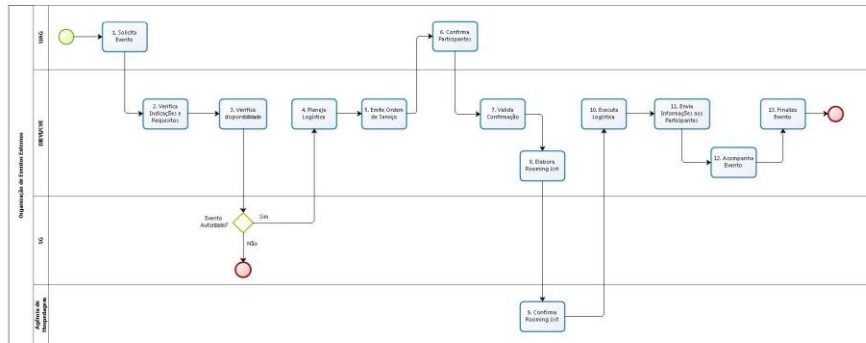 Organização de Eventos Externos
UAG
1. Solicita
Evento
6. Confirma
Participantes
2. Verifica
Indicações e
Requisitos
3. Verifica
disponibilidade
4. Planeja
Logística
5. Emite Ordem
de Serviço
7. Valida
Confirmação
8. Elabora
Rooming List
10. Executa
Logística
11. Envia
Informações aos
Participantes
12. Acompanha
Evento
13. Finaliza
Evento
SG
Evento
Autorizado?
Sim
Não
Agência de
Hospedagem
9. Confirma
Rooming List